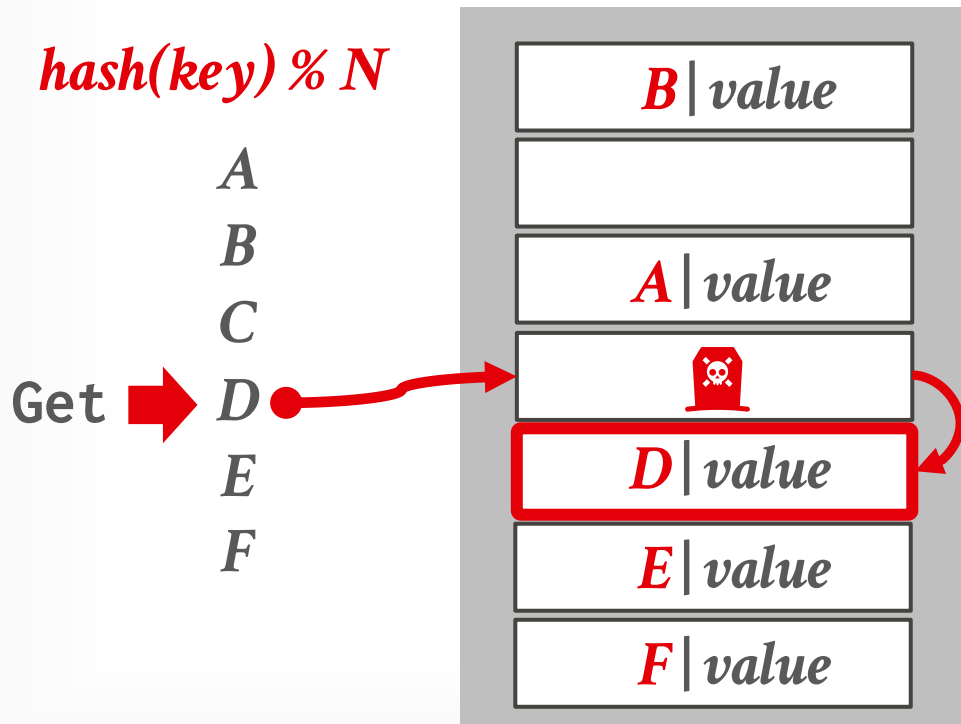 hash(key) % N
A
B
C
Get D
E
F
B|value
A|value
D|value
E|value
F|value